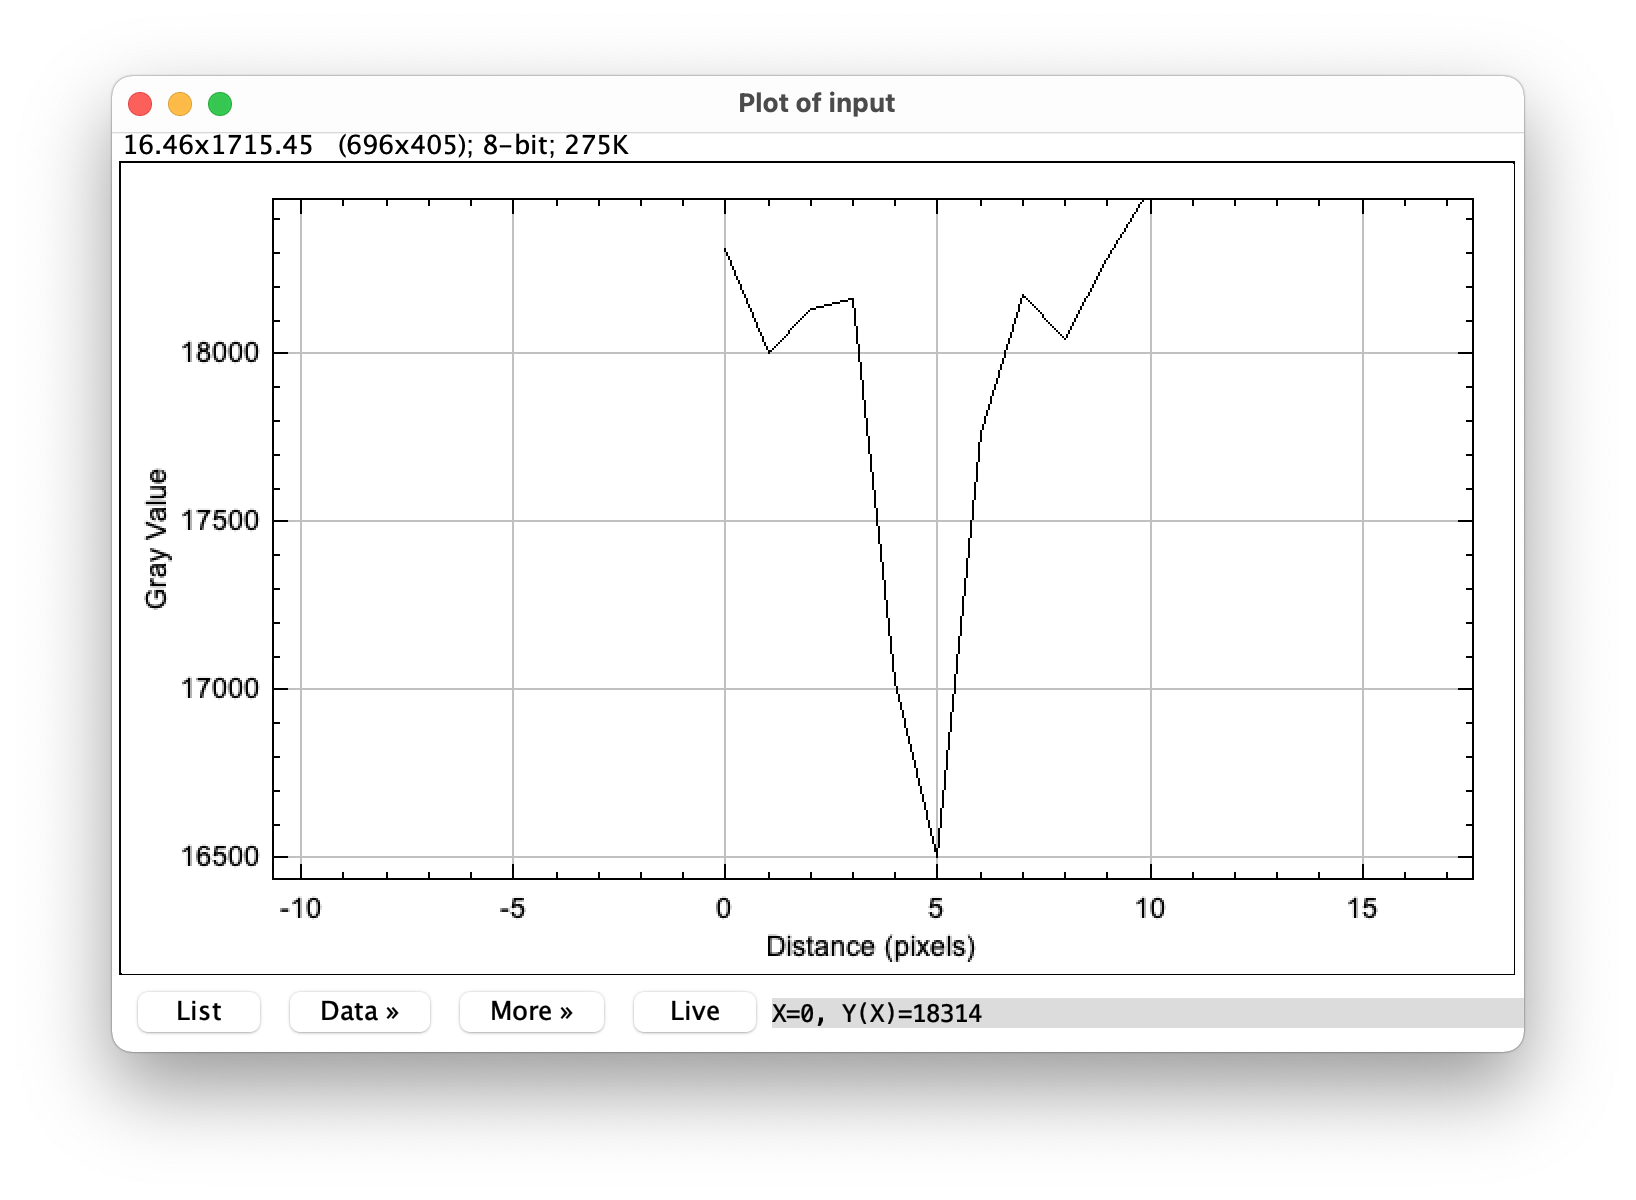 Plot of input
16.46x1715.45 (696x405); 8-bit; 275K
18000
17500
17000
16500
Gray Value
-10 -5 0 5 10 15
Distance (pixels)
List Data » More » Live X=0, Y(X)=18314